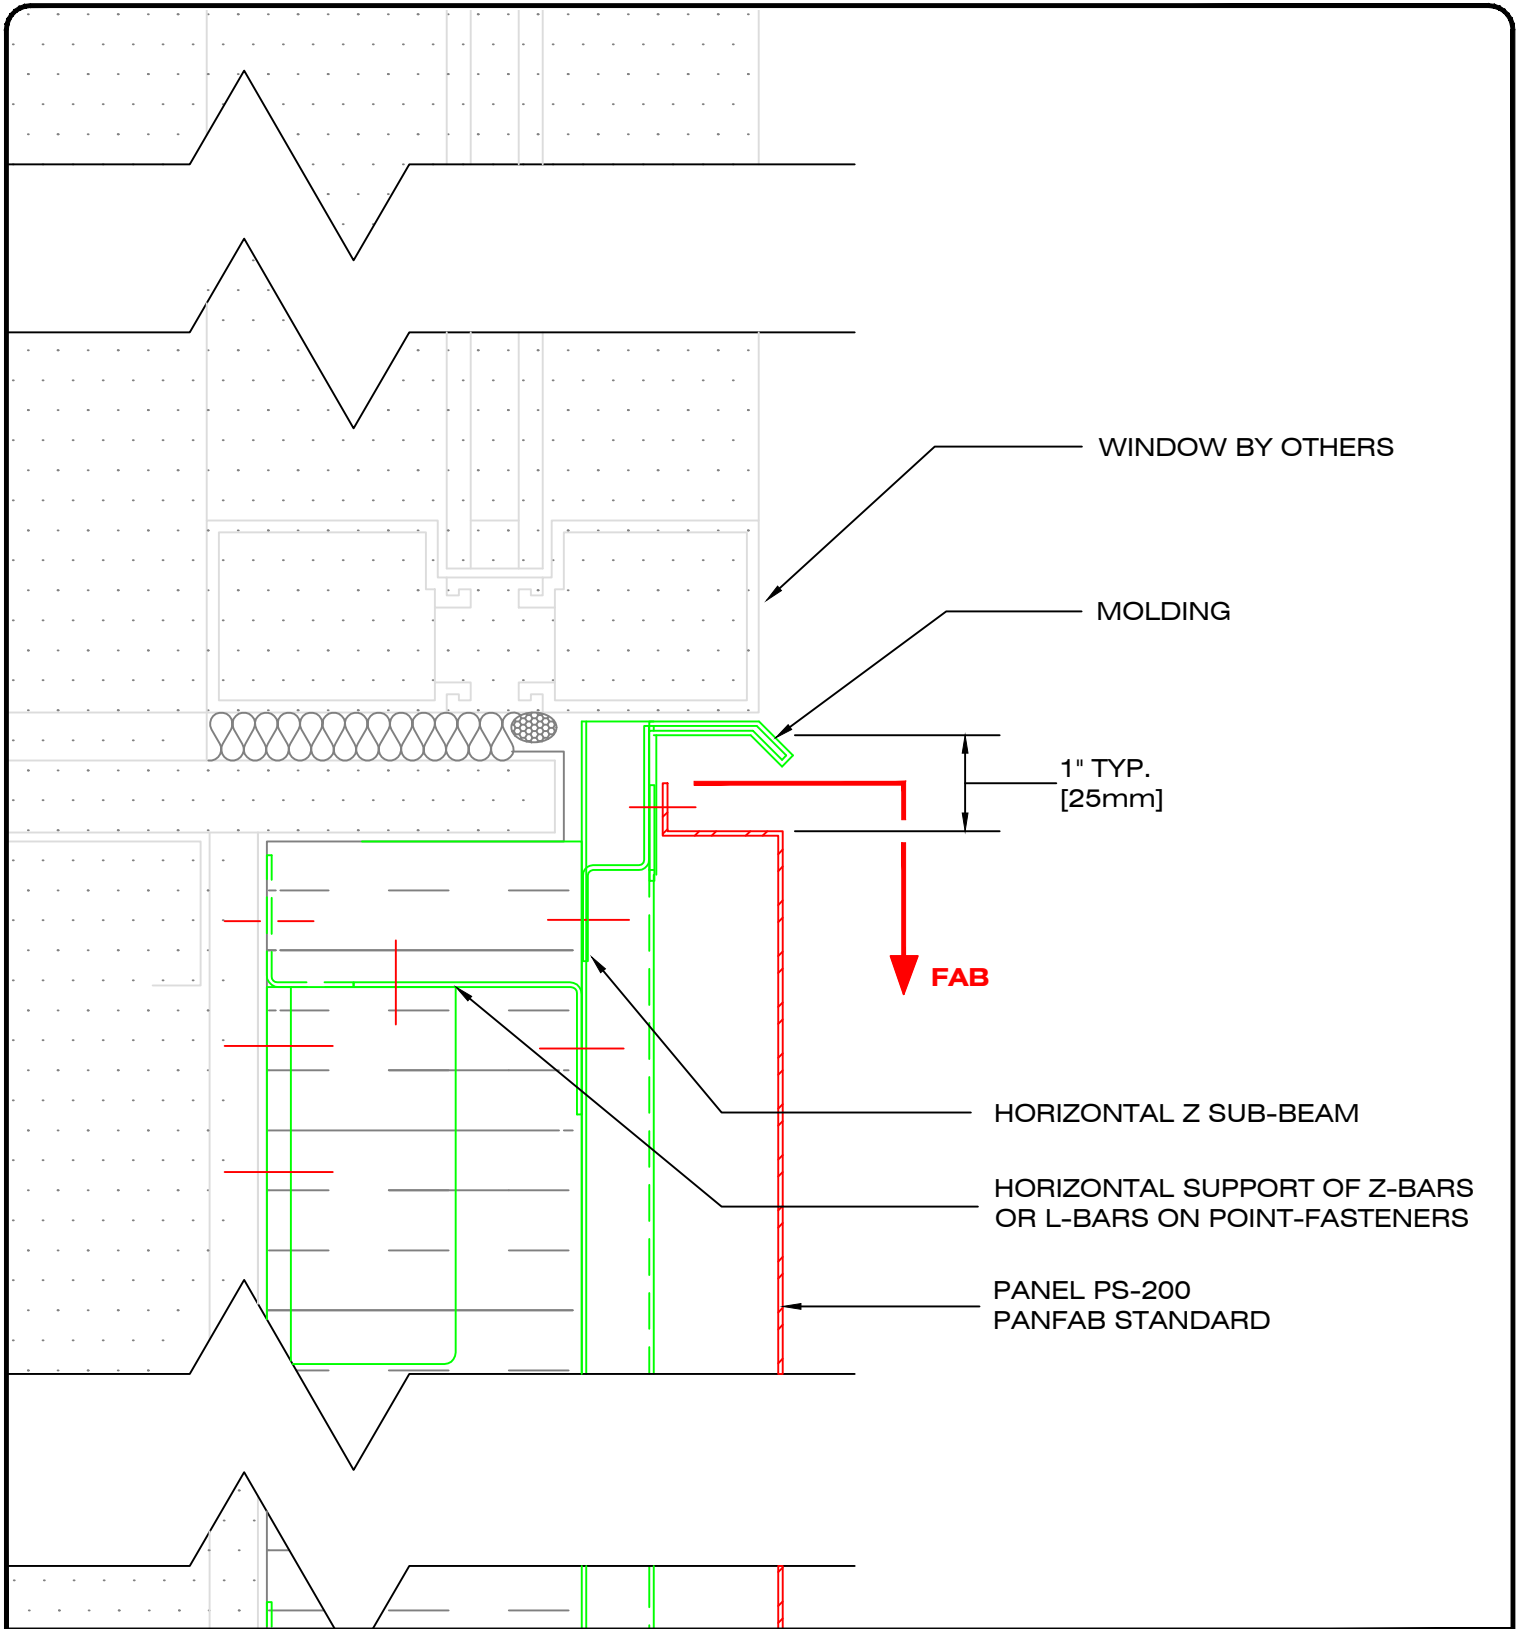 WINDOW BY OTHERS
MOLDING
1" TYP.
[25mm]
FAB
HORIZONTAL Z SUB-BEAM
HORIZONTAL SUPPORT OF Z-BARS
OR L-BARS ON POINT-FASTENERS
PANEL PS-200
PANFAB STANDARD